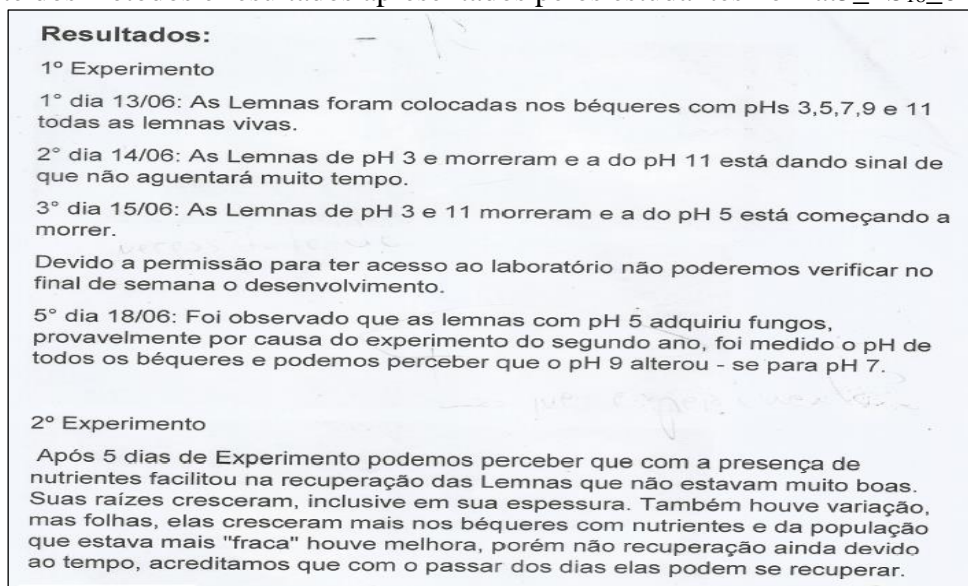 Resultados:
1º Experimento
1° dia 13/06: As Lemnas foram colocadas nos béqueres com pHs 3,5,7,9 e 11
todas as lemnas vivas.
2° dia 14/06: As Lemnas de pH 3 e morreram e a do pH 11 está dando sinal de
que não aguentará muito tempo.
3° dia 15/06: As Lemnas de pH 3 e 11 morreram e a do pH 5 está começando a
morrer.
Devido a permissão para ter acesso ao laboratório não poderemos verificar no
final de semana o desenvolvimento.
5° dia 18/06: Foi observado que as lemnas com pH 5 adquiriu fungos,
provavelmente por causa do experimento do segundo ano, foi medido o pH de
todos os béqueres e podemos perceber que o pH 9 alterou - se para pH 7.
2º Experimento
Após 5 dias de Experimento podemos perceber que com a presença de
nutrientes facilitou na recuperação das Lemnas que não estavam muito boas.
Suas raízes cresceram, inclusive em sua espessura. Também houve variação,
mas folhas, elas cresceram mais nos béqueres com nutrientes e da população
que estava mais "fraca" houve melhora, porém não recuperação ainda devido
ao tempo, acreditamos que com o passar dos dias elas podem se recuperar.